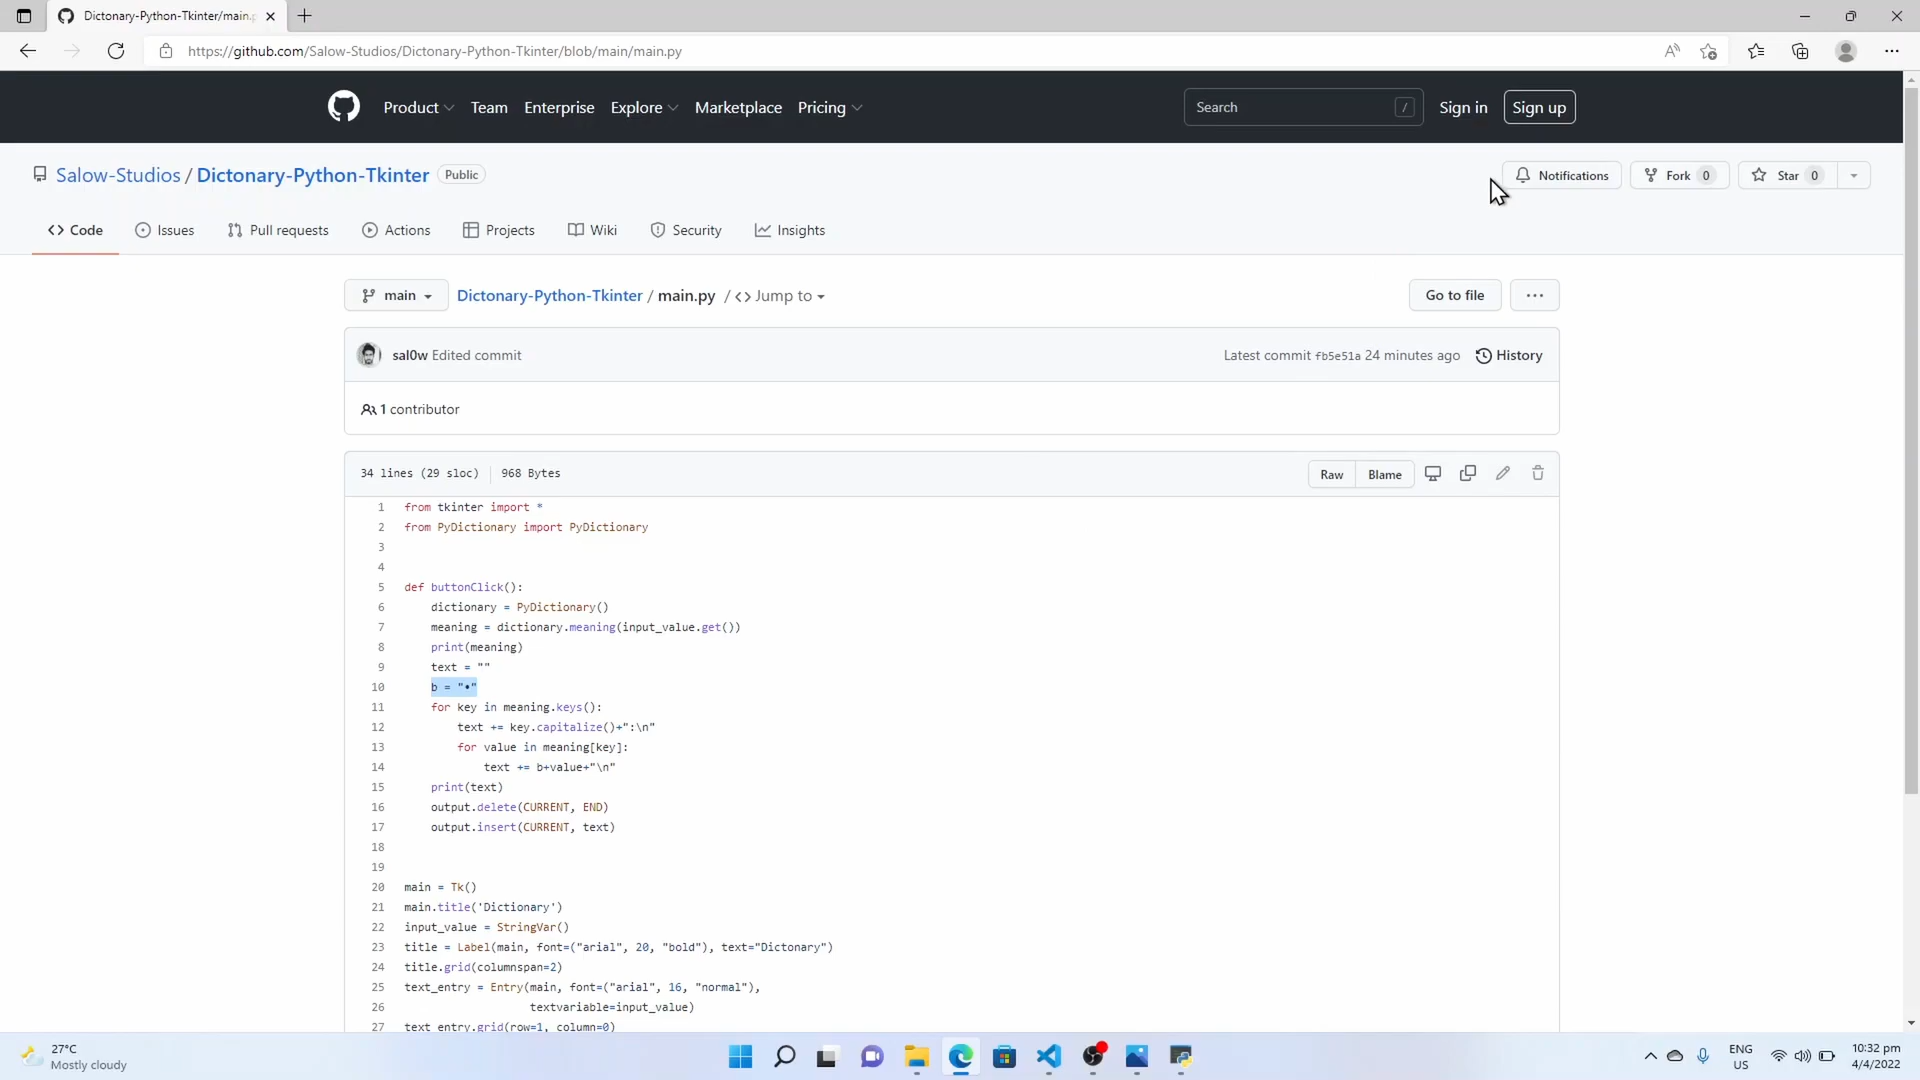 Dictonary-Python-Tkinter/main.p
https://github.com/Salow-Studios/Dictonary-Python-Tkinter/blob/main/main.py
Product Team Enterprise Explore Marketplace Pricing Search / Sign in Sign up
Salow-Studios / Dictonary-Python-Tkinter Public Notifications Fork 0 Star 0
<> Code Issues Pull requests Actions Projects Wiki Security Insights
main Dictonary-Python-Tkinter / main.py / <> Jump to Go to file ...
sal0w Edited commit Latest commit fb5e51a 24 minutes ago History
1 contributor
34 lines (29 sloc) 968 Bytes Raw Blame
1 from tkinter import *
2 from PyDictionary import PyDictionary
3
4
5 def buttonClick():
6 dictionary = PyDictionary()
7 meaning = dictionary.meaning(input_value.get())
8 print(meaning)
9 text = ""
10 b = "•"
11 for key in meaning.keys():
12 text += key.capitalize()+":\n"
13 for value in meaning[key]:
14 text += b+value+"\n"
15 print(text)
16 output.delete(CURRENT, END)
17 output.insert(CURRENT, text)
18
19
20 main = Tk()
21 main.title('Dictionary')
22 input_value = StringVar()
23 title = Label(main, font=("arial", 20, "bold"), text="Dictonary")
24 title.grid(columnspan=2)
25 text_entry = Entry(main, font=("arial", 16, "normal"),
26 textvariable=input_value)
27 text_entry.grid(row=1, column=0)
27°C
Mostly cloudy
ENG
US
10:32 pm
4/4/2022